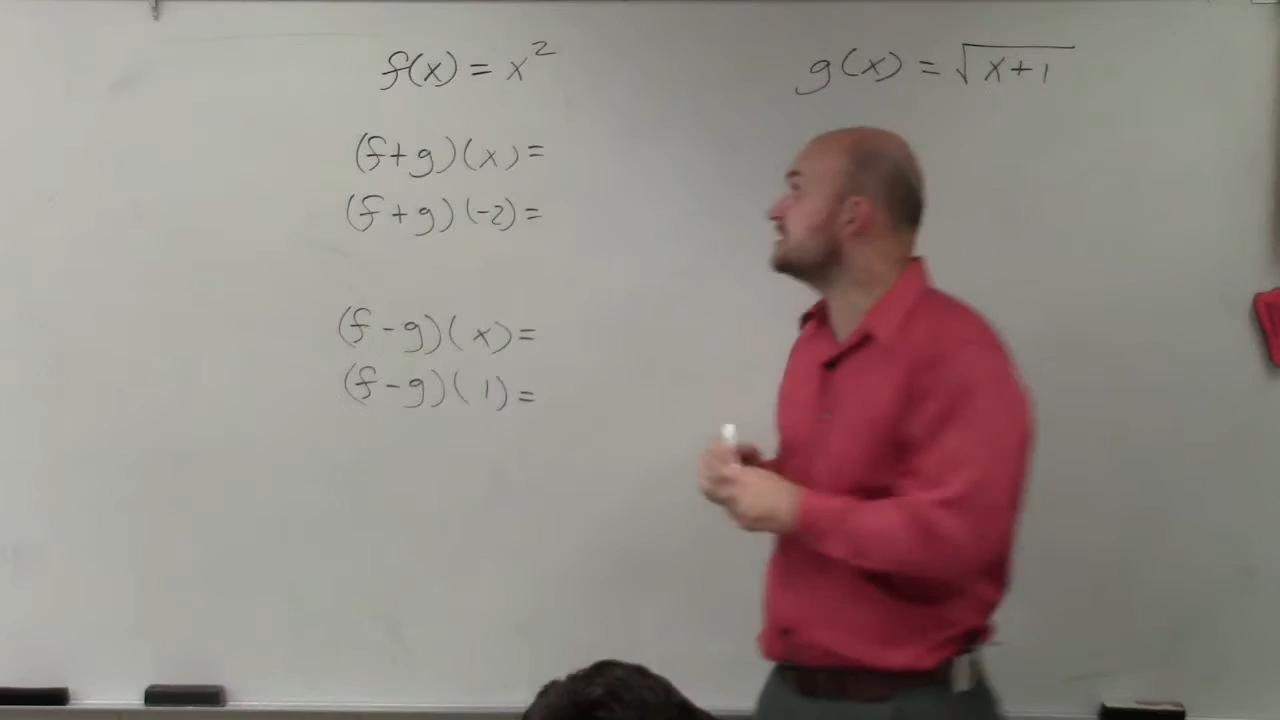 f(x) = x²
g(x) = √(x+1)
(f+g)(x)=
(f+g)(-2)=
(f-g)(x)=
(f-g)(1)=